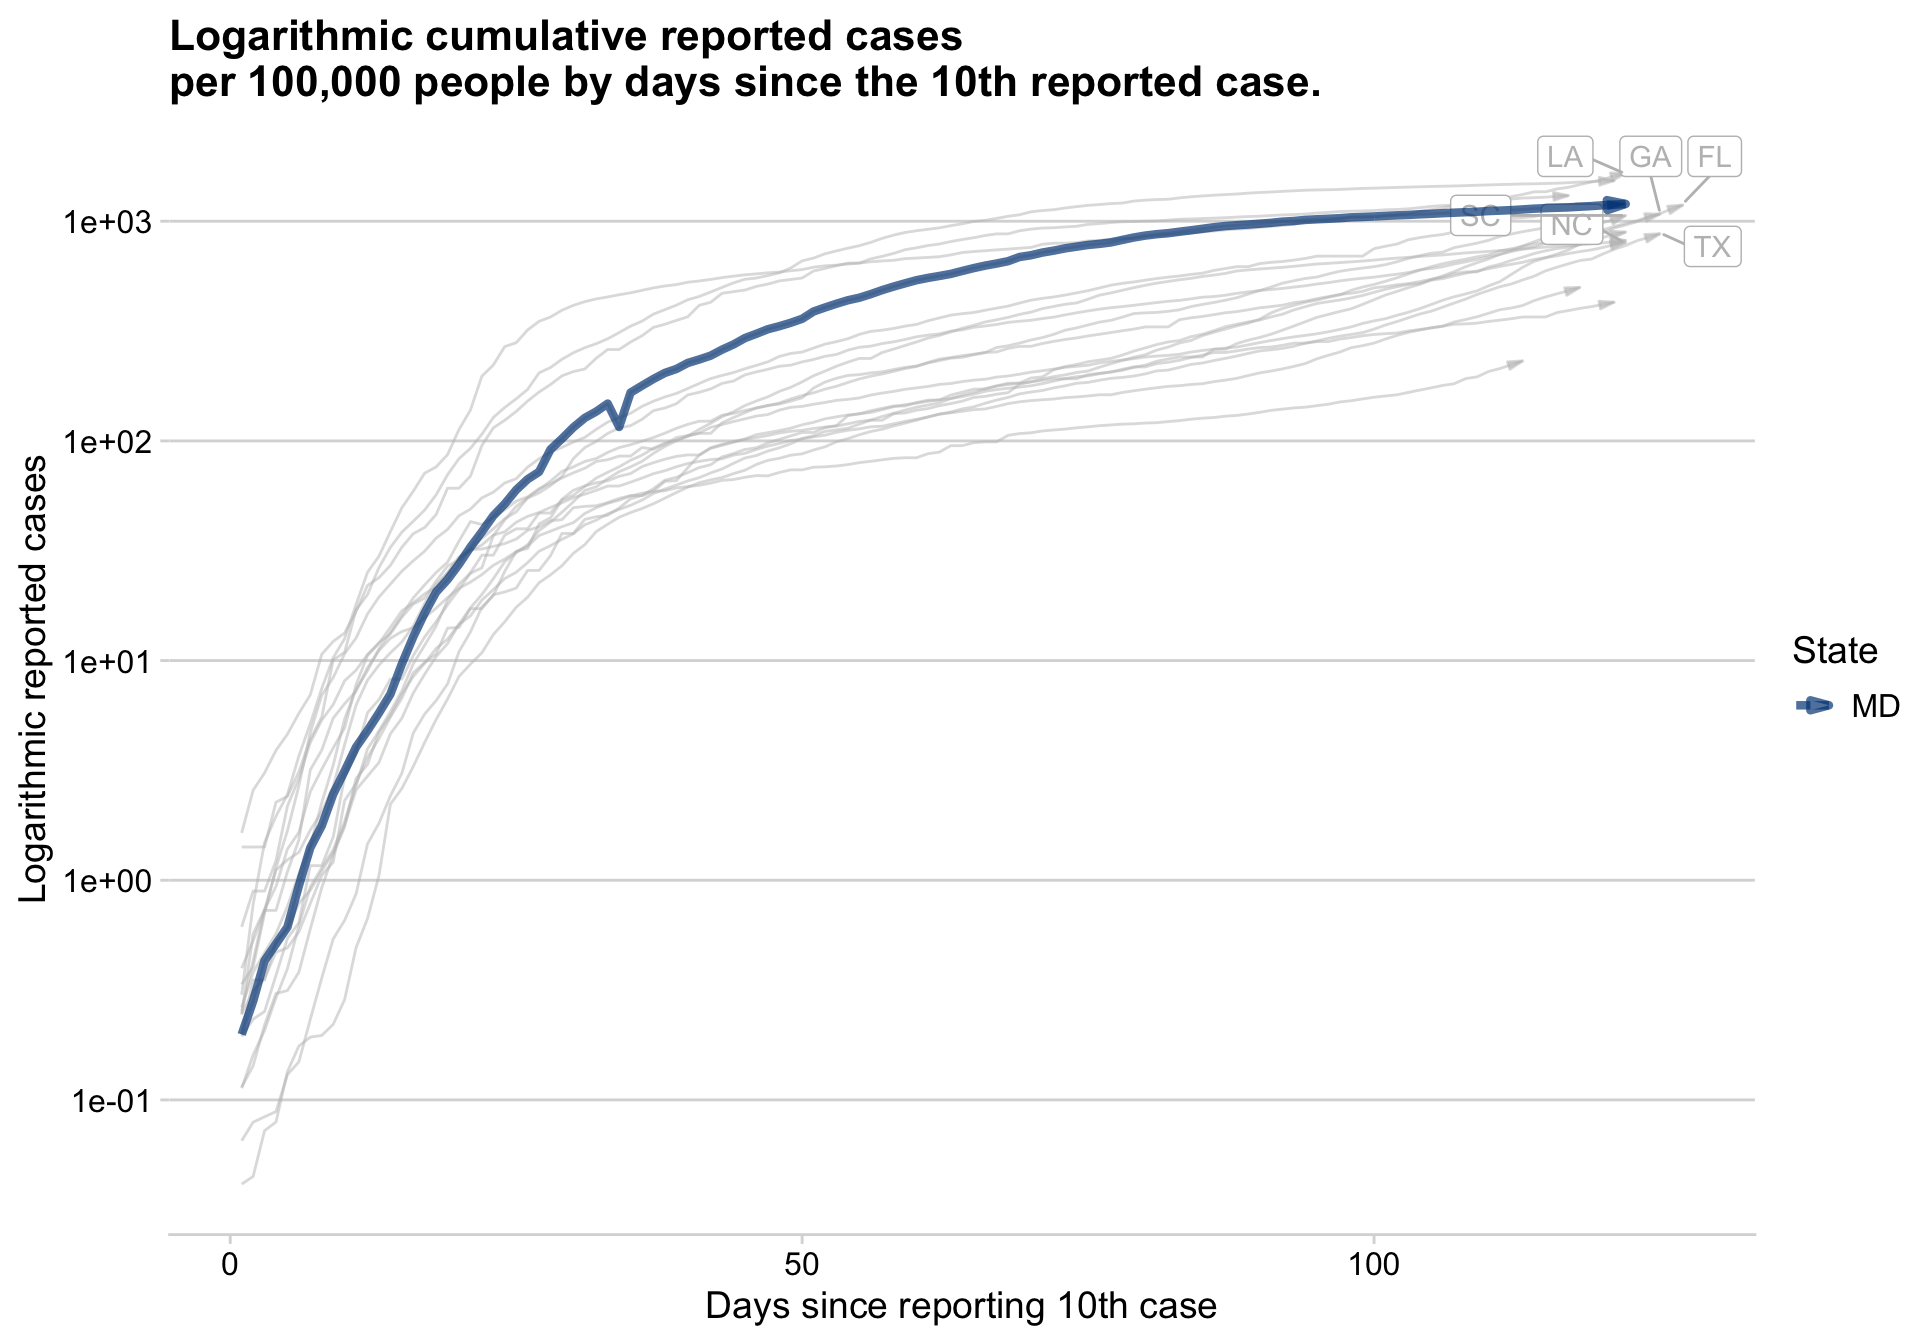 Logarithmic cumulative reported cases
per 100,000 people by days since the 10th reported case.
LA
GA
FL
SC
NC
TX
1e+03
1e+02
1e+01
1e+00
1e-01
Logarithmic reported cases
State
MD
0
50
100
Days since reporting 10th case